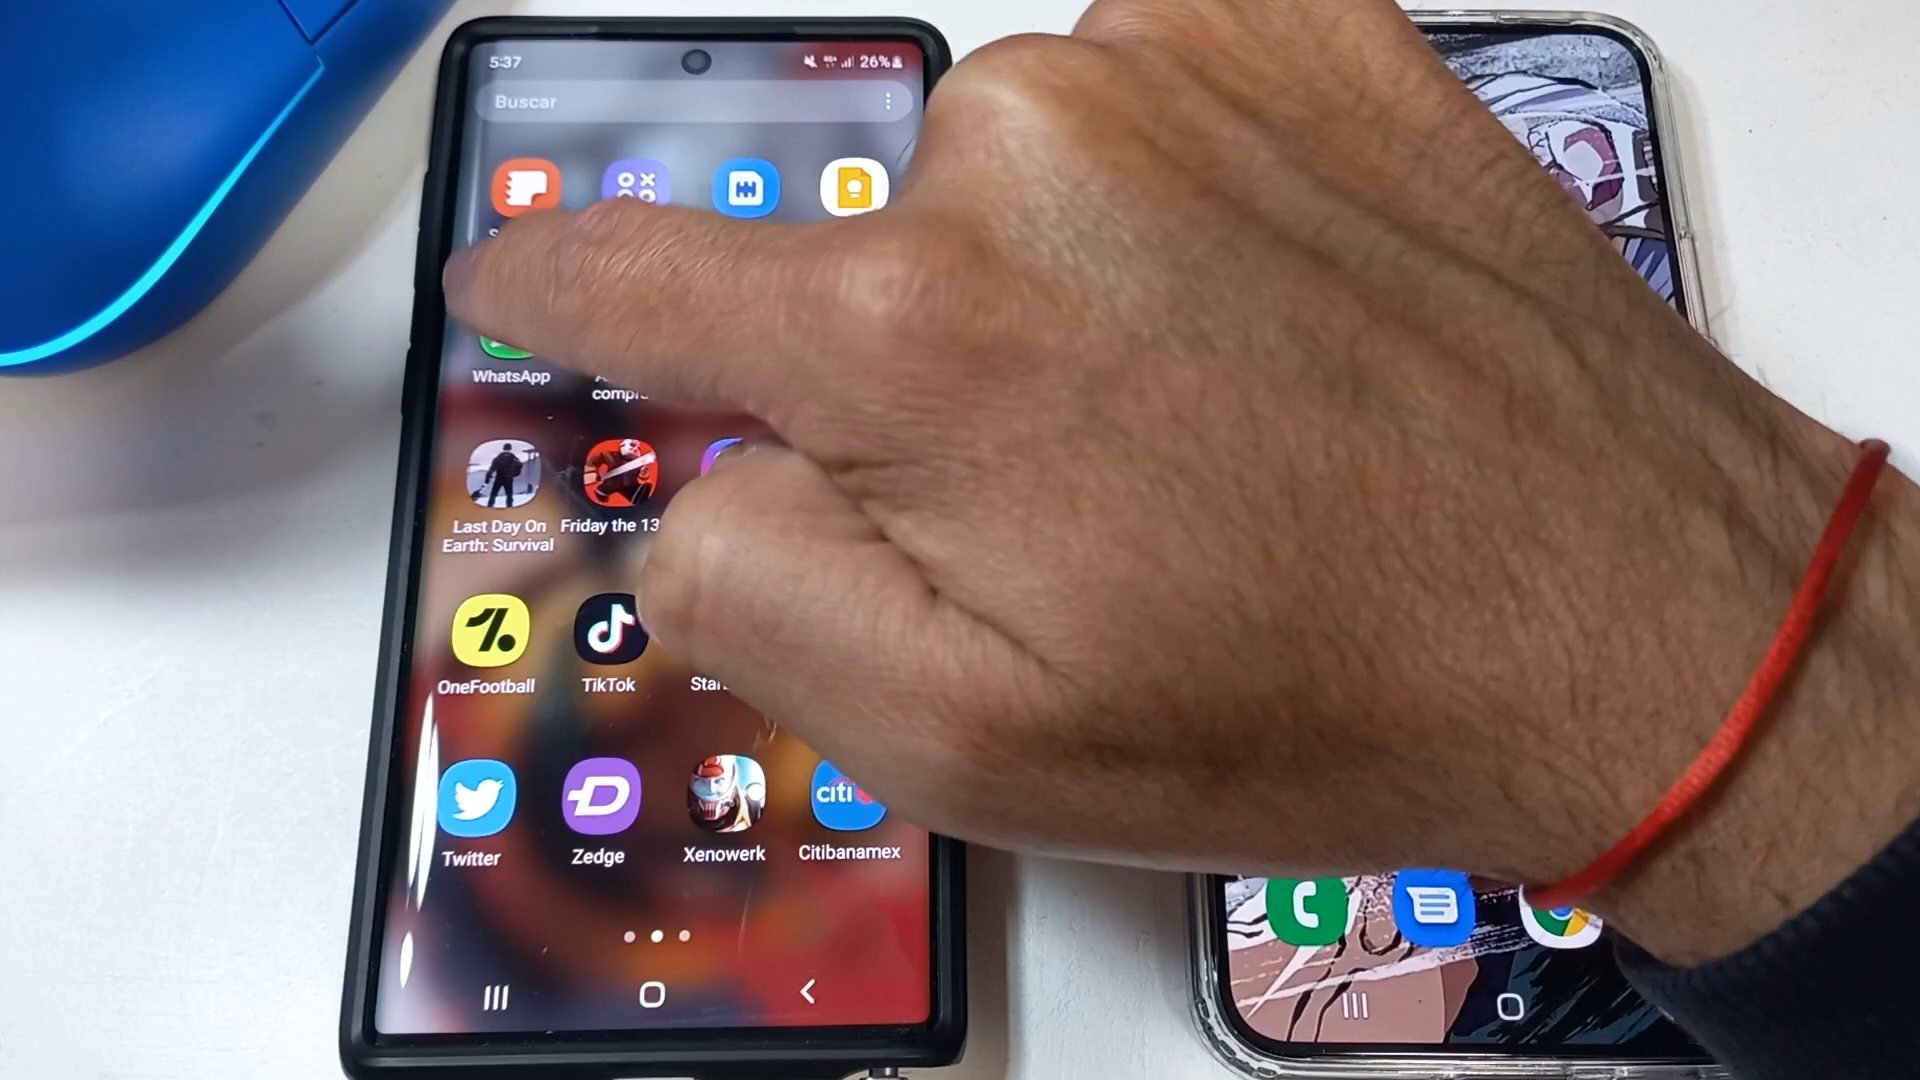 5:37
26%
Buscar
WhatsApp
Last Day On
Earth: Survival
Friday the 13
OneFootball
TikTok
Twitter
Zedge
Xenowerk
citi
Citibanamex